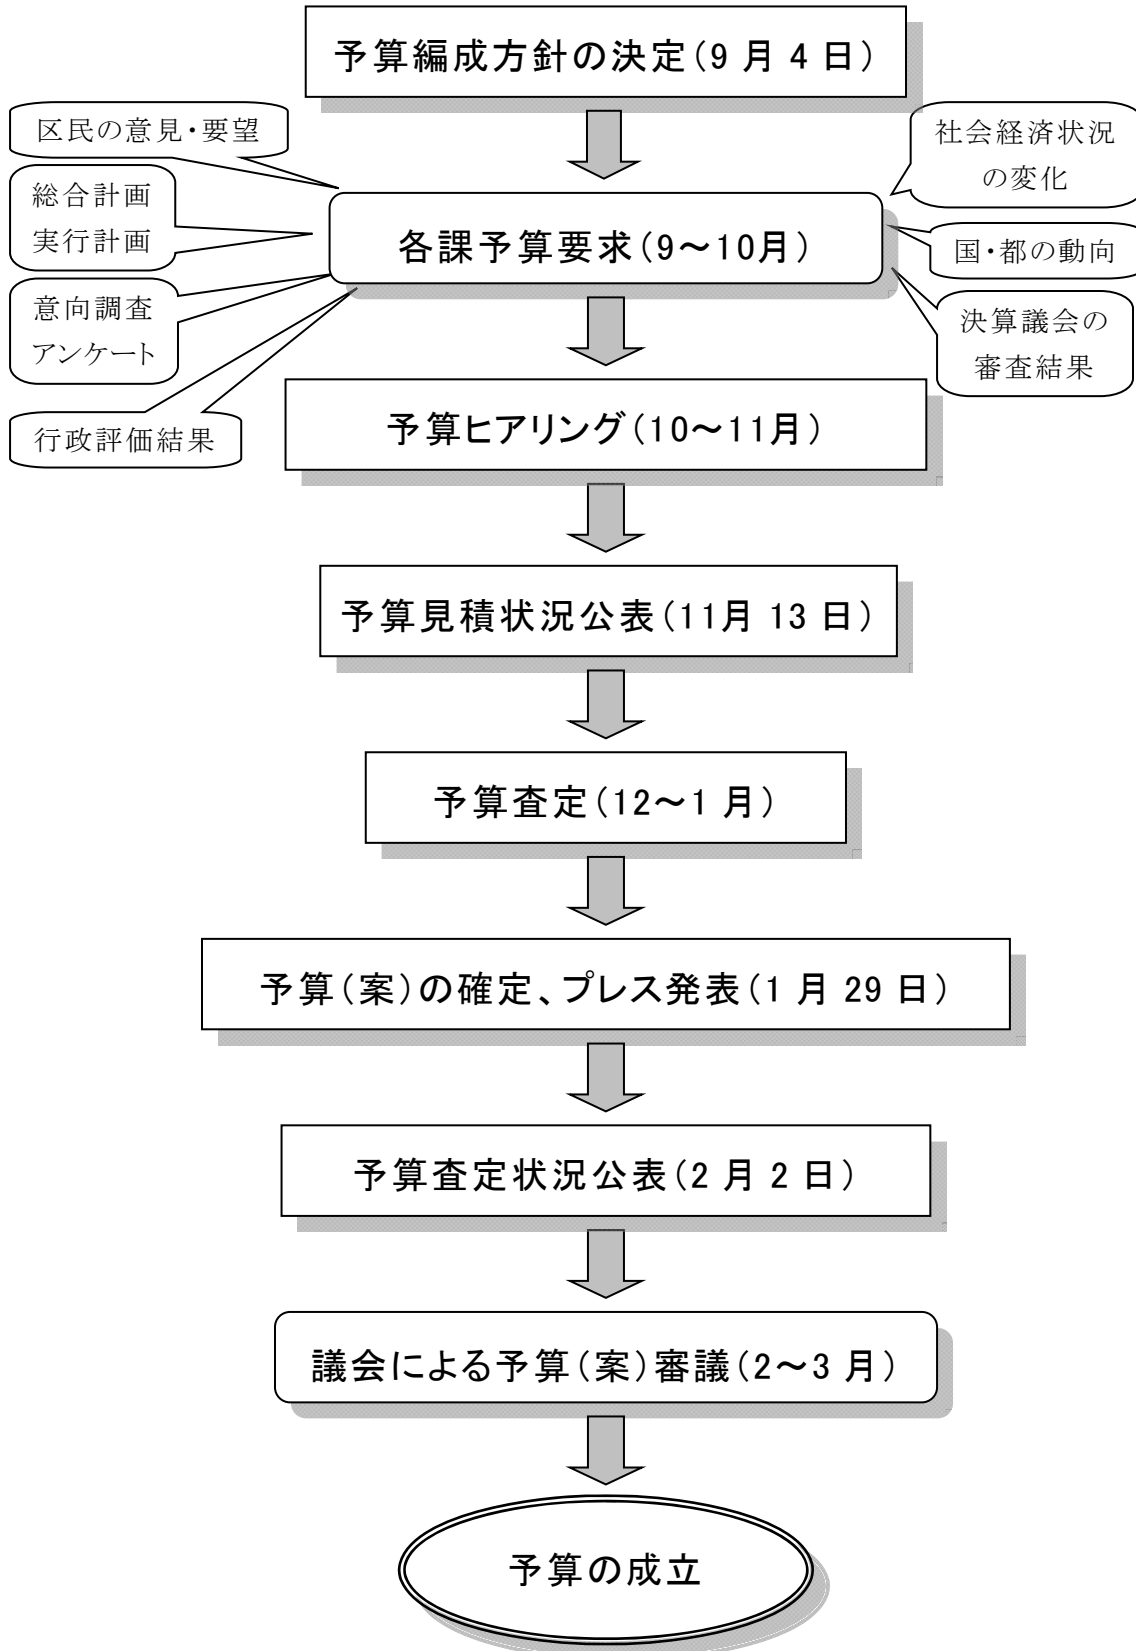 予算編成方針の決定(9月4日)
区民の意見・要望
総合計画
実行計画
意向調査
アンケート
行政評価結果
社会経済状況
の変化
国・都の動向
決算議会の
審査結果
各課予算要求(9~10月)
予算ヒアリング(10~11月)
予算見積状況公表(11月13日)
予算査定(12~1月)
予算(案)の確定、プレス発表(1月29日)
予算査定状況公表(2月2日)
議会による予算(案)審議(2~3月)
予算の成立